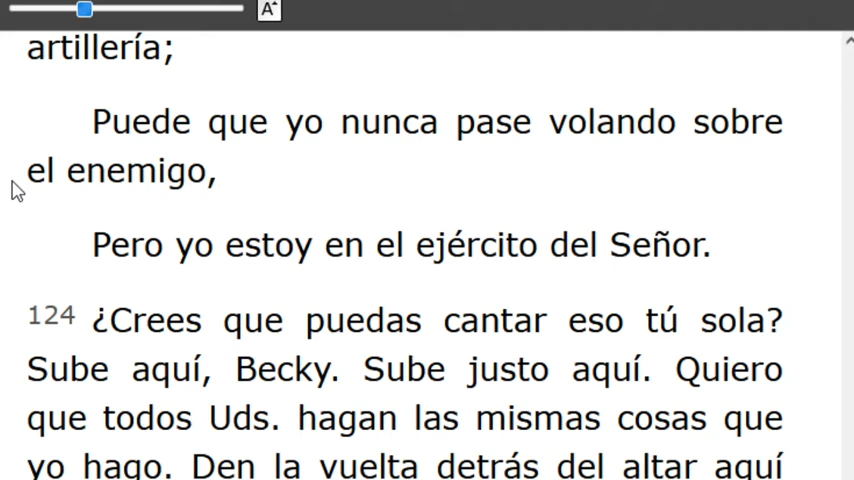 A
artillería;
Puede que yo nunca pase volando sobre
el enemigo,
Pero yo estoy en el ejército del Señor.
124 ¿Crees que puedas cantar eso tú sola?
Sube aquí, Becky. Sube justo aquí. Quiero
que todos Uds. hagan las mismas cosas que
yo hago. Den la vuelta detrás del altar aquí